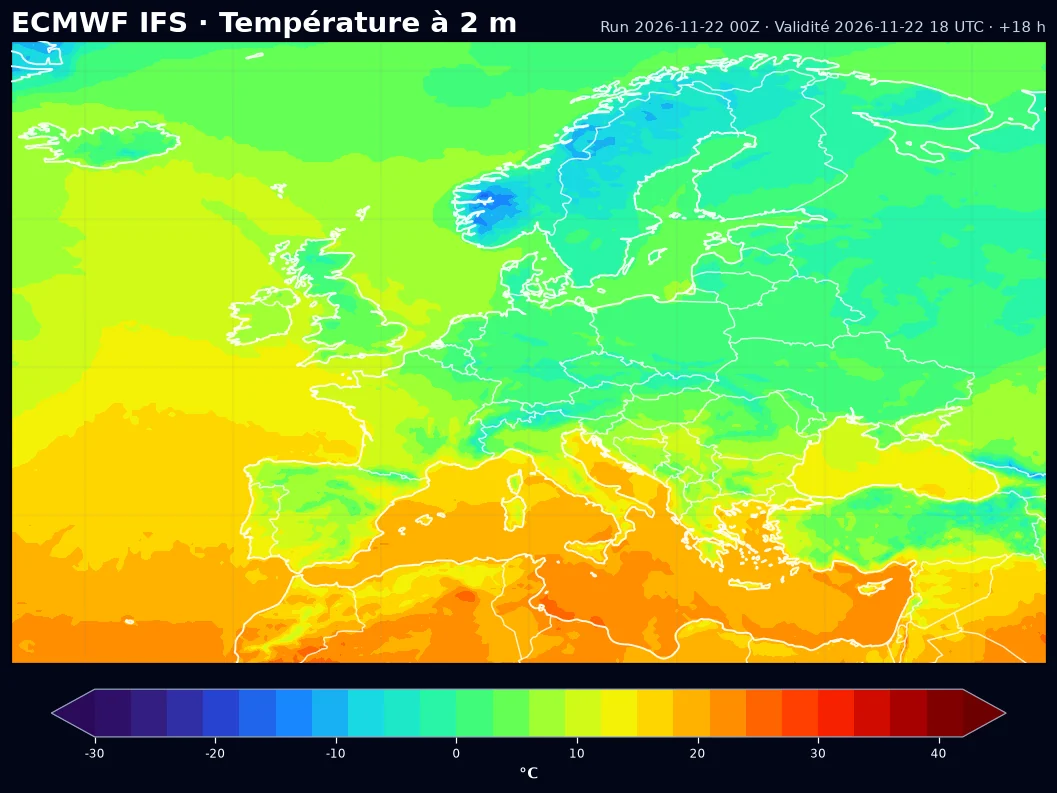 ECMWF IFS · Température à 2 m
Run 2026-11-22 00Z · Validité 2026-11-22 18 UTC · +18 h
-30 -20 -10 0 10 20 30 40
°C